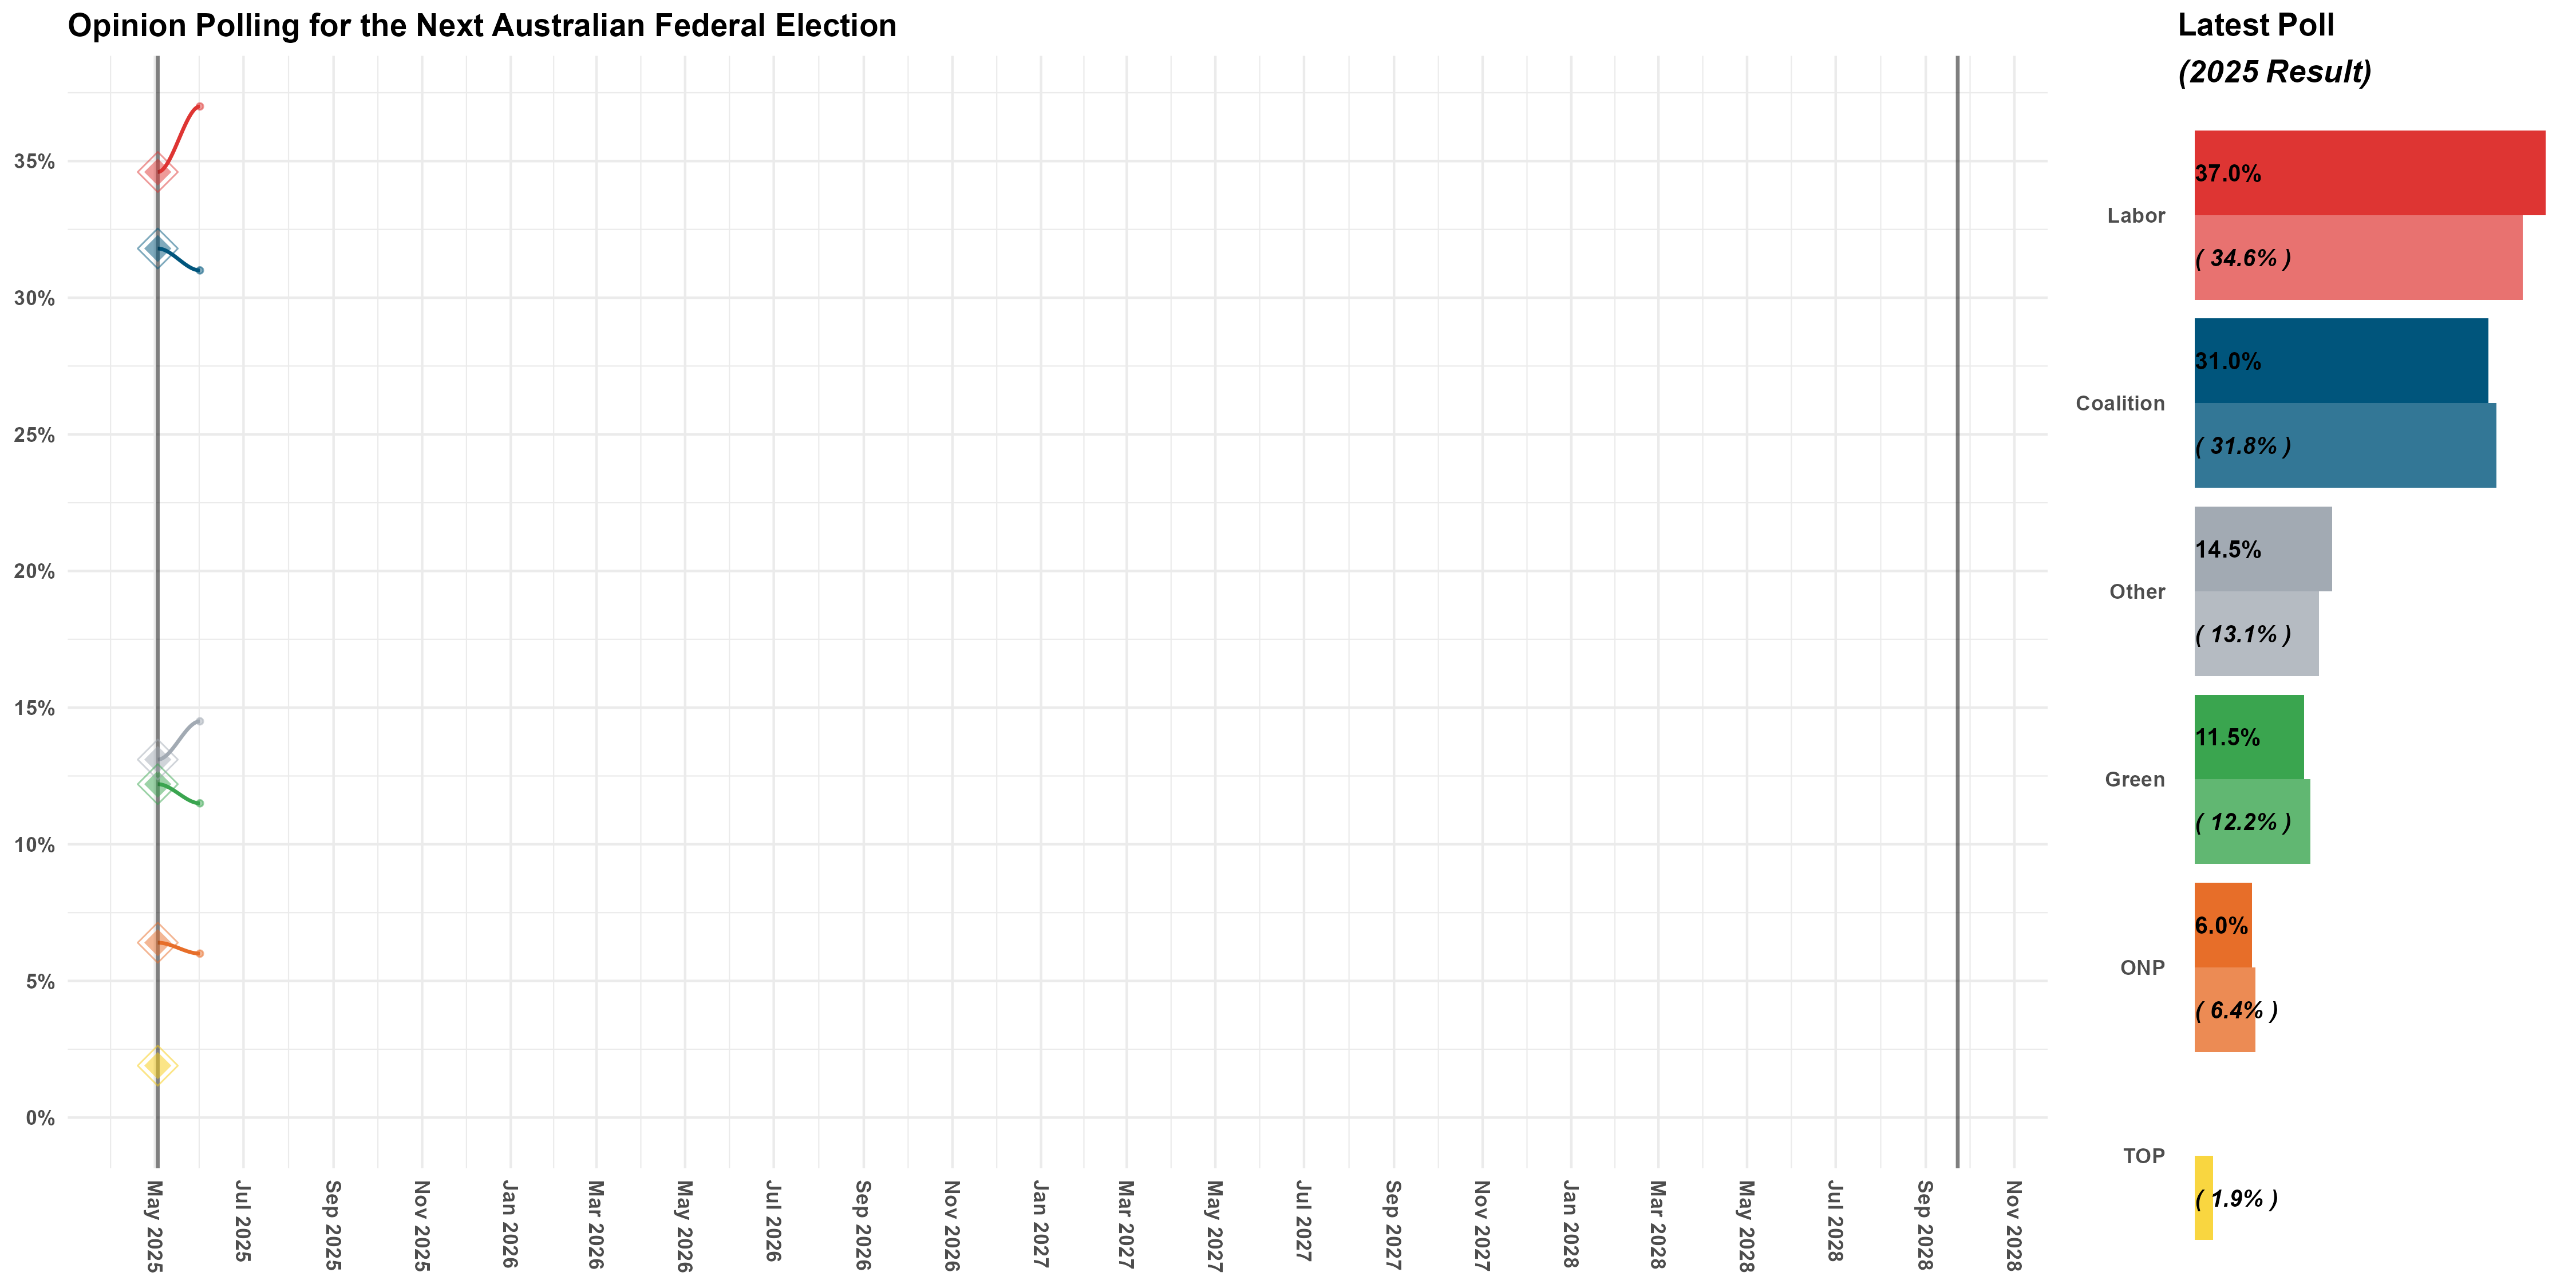 Opinion Polling for the Next Australian Federal Election
35%
30%
25%
20%
15%
10%
5%
0%
May 2025
Jul 2025
Sep 2025
Nov 2025
Jan 2026
Mar 2026
May 2026
Jul 2026
Sep 2026
Nov 2026
Jan 2027
Mar 2027
May 2027
Jul 2027
Sep 2027
Nov 2027
Jan 2028
Mar 2028
May 2028
Jul 2028
Sep 2028
Nov 2028
Latest Poll
(2025 Result)
Labor
37.0%
( 34.6% )
Coalition
31.0%
( 31.8% )
Other
14.5%
( 13.1% )
Green
11.5%
( 12.2% )
ONP
6.0%
( 6.4% )
TOP
( 1.9% )